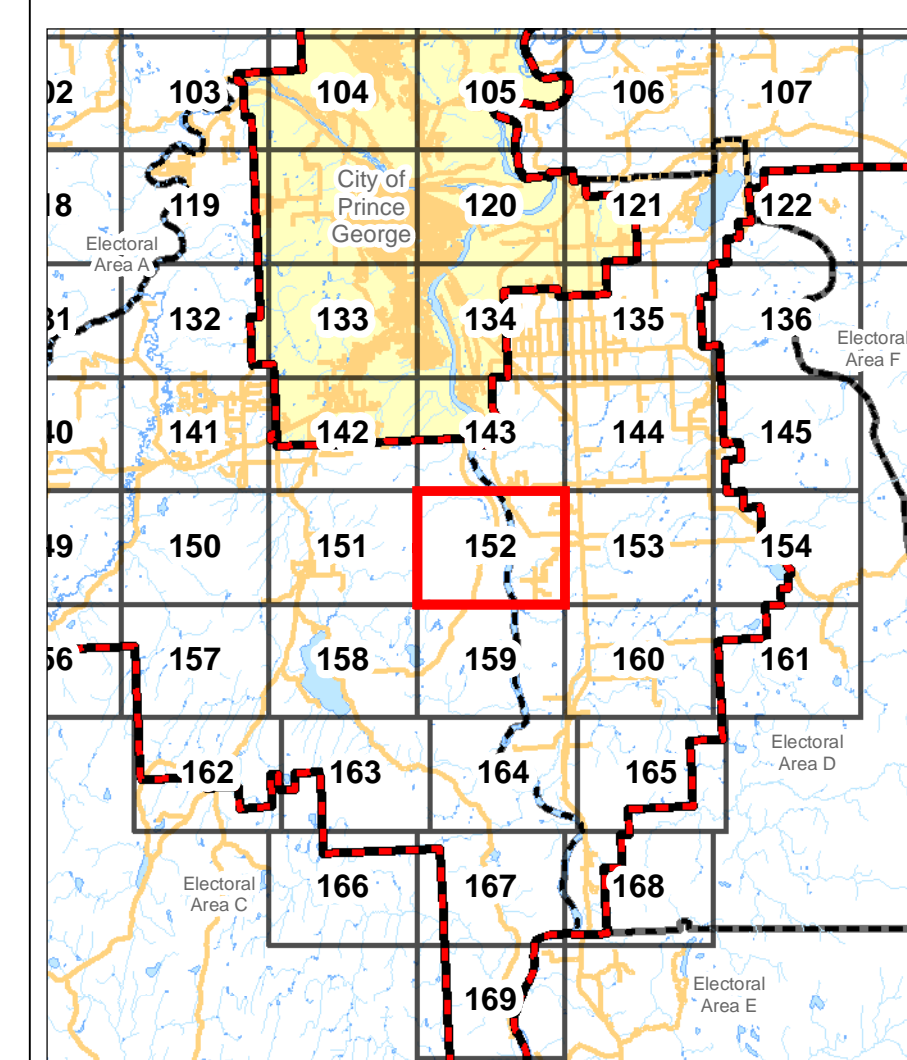 02 103 104 105 106 107
City of
Prince
George
18 119 120 121 122
Electoral
Area A
31 132 133 134 135 136
Electoral
Area F
40 141 142 143 144 145
49 150 151 152 153 154
56 157 158 159 160 161
Electoral
Area D
162 163 164 165
Electoral
Area C
166 167 168
Electoral
Area E
169